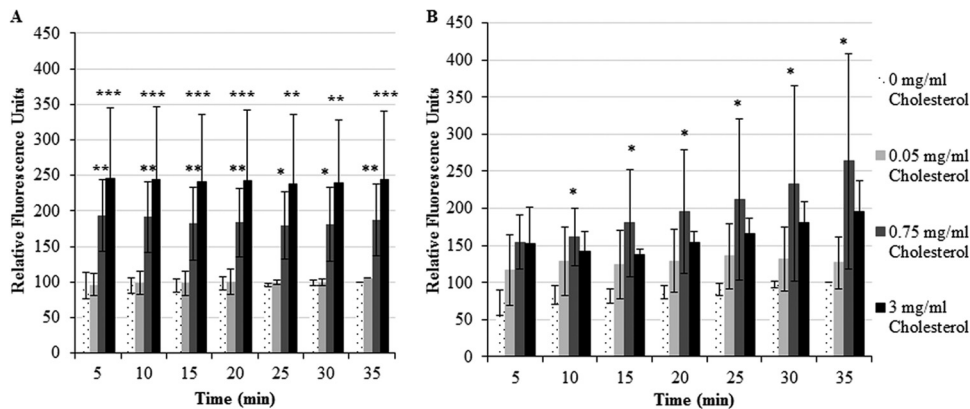 A
Relative Fluorescence Units
450
400
350
300
250
200
150
100
50
0
*** *** *** *** ** ** ***
** ** ** ** * * **
5 10 15 20 25 30 35
Time (min)
B
Relative Fluorescence Units
450
400
350
300
250
200
150
100
50
0
* * * * * *
5 10 15 20 25 30 35
Time (min)
0 mg/ml
Cholesterol
0.05 mg/ml
Cholesterol
0.75 mg/ml
Cholesterol
3 mg/ml
Cholesterol